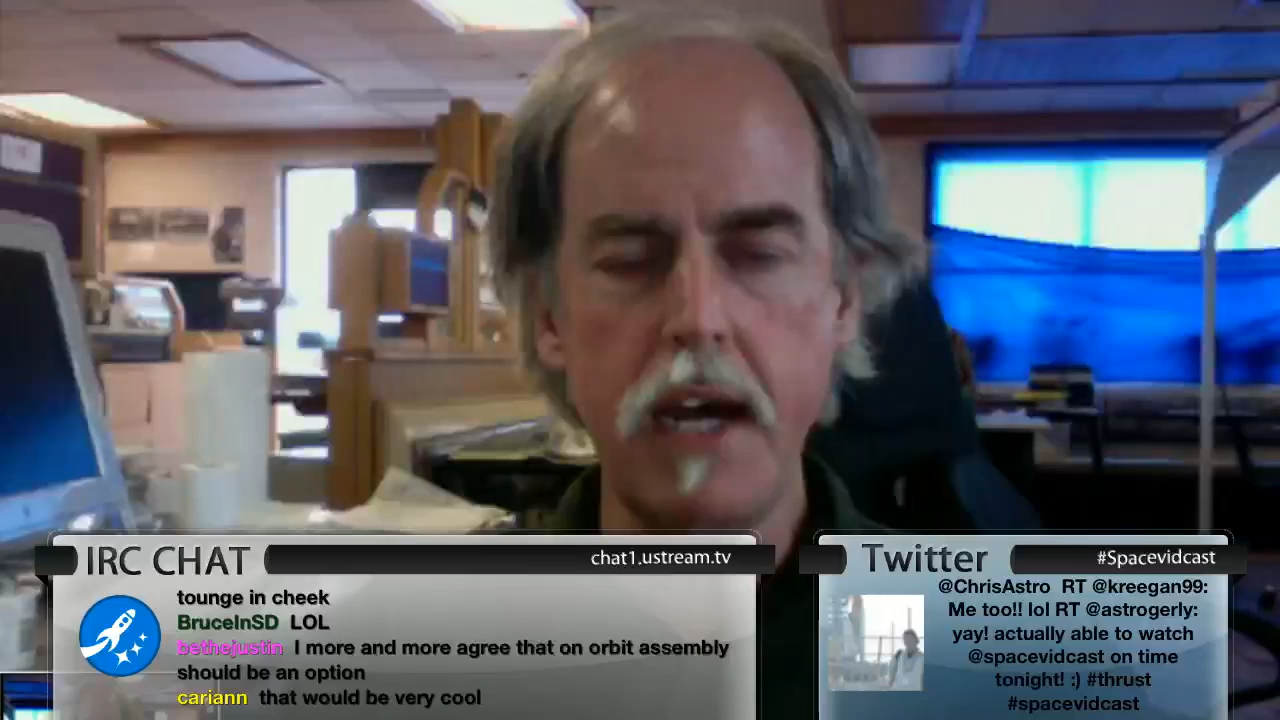 IRC CHAT
chat1.ustream.tv
tounge in cheek
BruceInSD LOL
bethejustin I more and more agree that on orbit assembly
should be an option
cariann that would be very cool
Twitter
#Spacevidcast
@ChrisAstro RT @kreegan99:
Me too!! lol RT @astrogerly:
yay! actually able to watch
@spacevidcast on time
tonight! :) #thrust
#spacevidcast